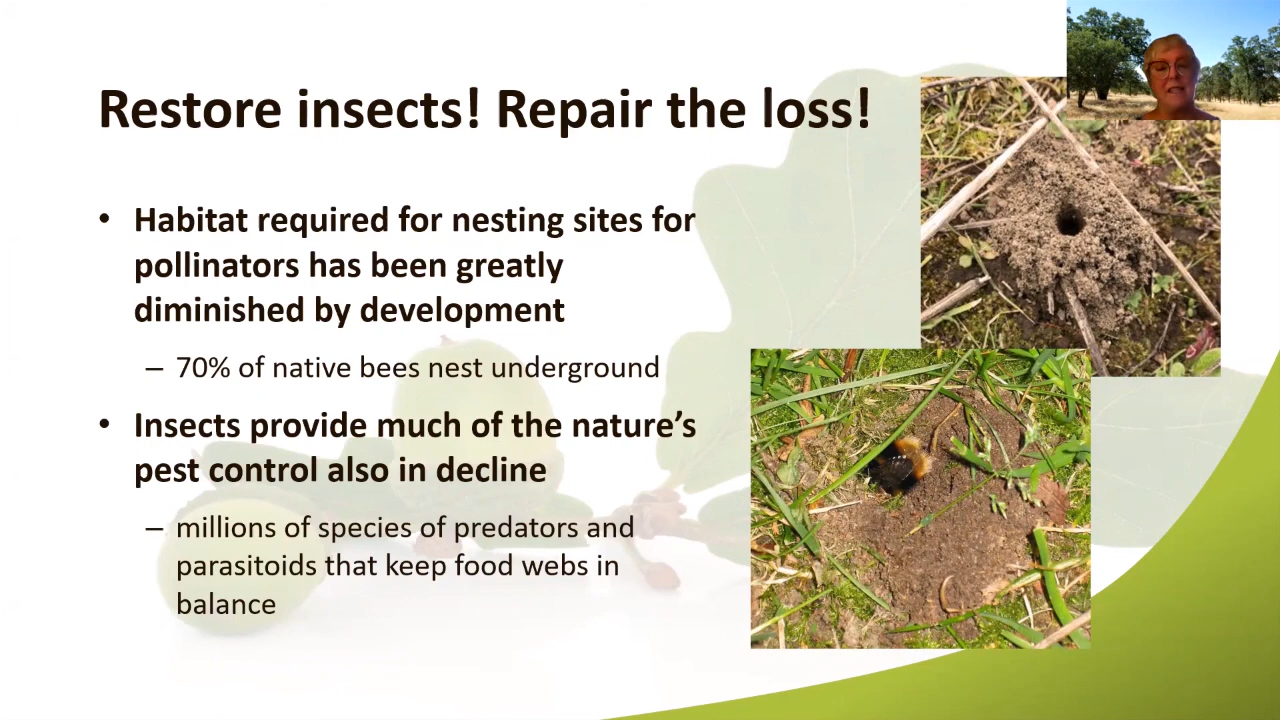 Restore insects! Repair the loss!
• Habitat required for nesting sites for
pollinators has been greatly
diminished by development
– 70% of native bees nest underground
• Insects provide much of the nature’s
pest control also in decline
– millions of species of predators and
parasitoids that keep food webs in
balance